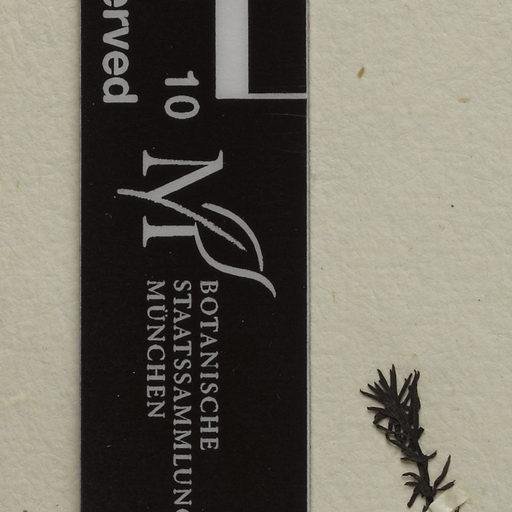 erved
10
BOTANISCHE
STAATSSAMMLUNG
MÜNCHEN